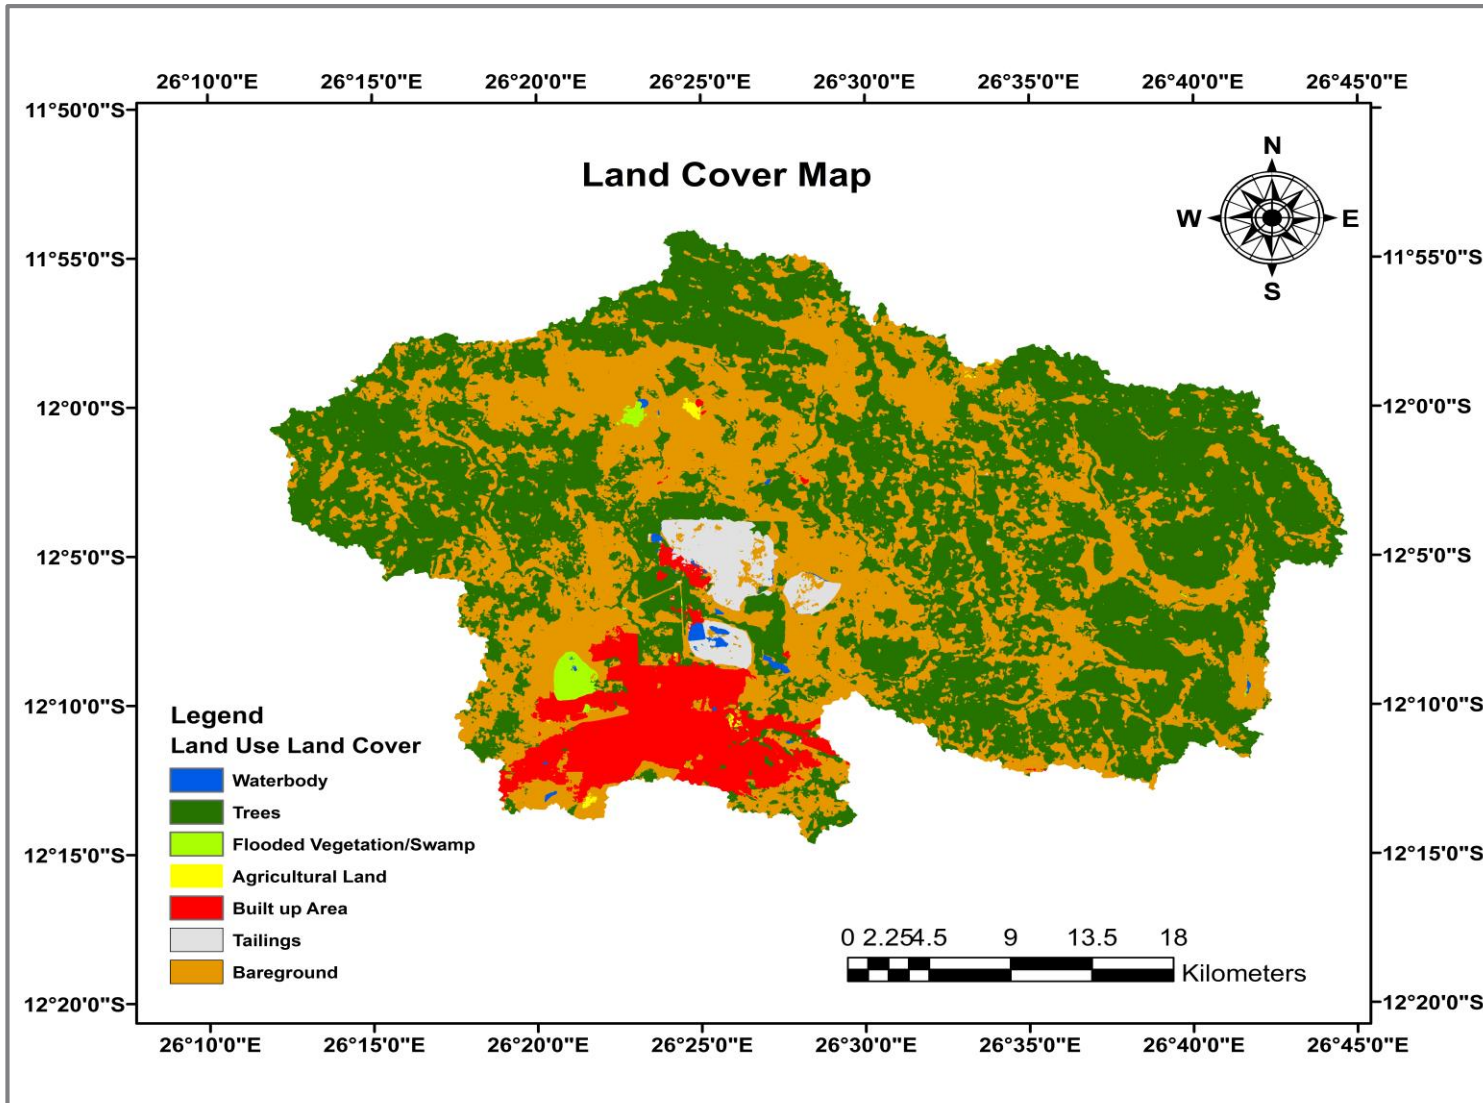 26°10'0"E 26°15'0"E 26°20'0"E 26°25'0"E 26°30'0"E 26°35'0"E 26°40'0"E 26°45'0"E
11°50'0"S
Land Cover Map
N
W E
S
11°55'0"S 11°55'0"S
12°0'0"S 12°0'0"S
12°5'0"S 12°5'0"S
12°10'0"S 12°10'0"S
Legend
Land Use Land Cover
Waterbody
Trees
Flooded Vegetation/Swamp
Agricultural Land
Built up Area
Tailings
Bareground
12°15'0"S 12°15'0"S
0 2.25 4.5 9 13.5 18
Kilometers
12°20'0"S 12°20'0"S
26°10'0"E 26°15'0"E 26°20'0"E 26°25'0"E 26°30'0"E 26°35'0"E 26°40'0"E 26°45'0"E